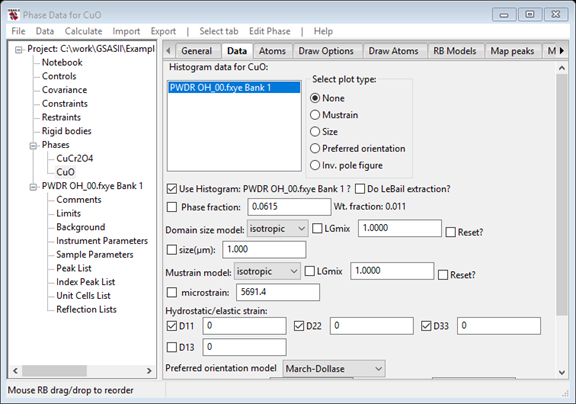 Phase Data for CuO
File Data Calculate Import Export | Select tab Edit Phase | Help
Project: C:\work\GSASII\Exampl
Notebook
Controls
Covariance
Constraints
Restraints
Rigid bodies
Phases
CuCr2O4
CuO
PWDR OH_00.fxye Bank 1
Comments
Limits
Background
Instrument Parameters
Sample Parameters
Peak List
Index Peak List
Unit Cells List
Reflection Lists
General Data Atoms Draw Options Draw Atoms RB Models Map peaks M
Histogram data for CuO:
PWDR OH_00.fxye Bank 1
Select plot type:
None
Mustrain
Size
Preferred orientation
Inv. pole figure
Use Histogram: PWDR OH_00.fxye Bank 1 ? Do LeBail extraction?
Phase fraction: 0.0615 Wt. fraction: 0.011
Domain size model: isotropic LGmix 1.0000 Reset?
size(μm): 1.000
Mustrain model: isotropic LGmix 1.0000 Reset?
microstrain: 5691.4
Hydrostatic/elastic strain:
D11 0 D22 0 D33 0
D13 0
Preferred orientation model March-Dollase
Mouse RB drag/drop to reorder